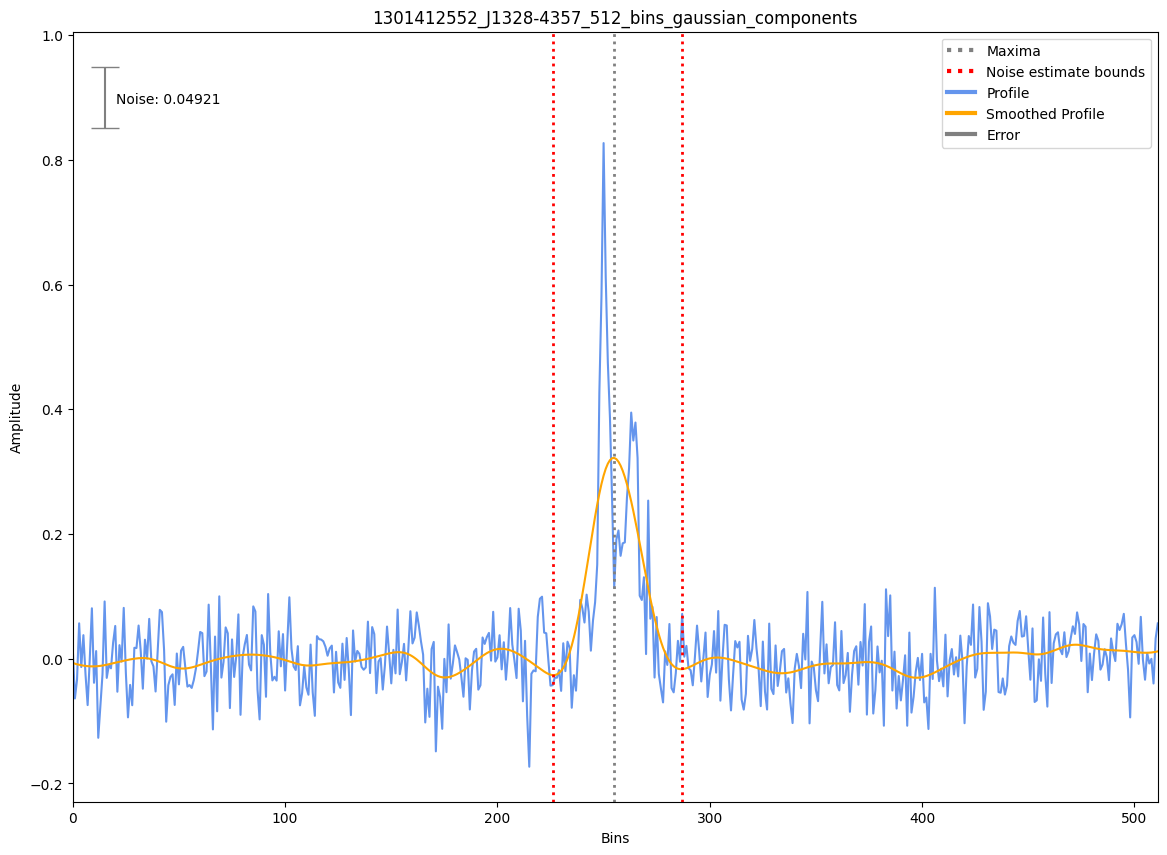 1301412552_J1328-4357_512_bins_gaussian_components
1.0
0.8
0.6
0.4
0.2
0.0
−0.2
Amplitude
Noise: 0.04921
Maxima
Noise estimate bounds
Profile
Smoothed Profile
Error
0
100
200
300
400
500
Bins